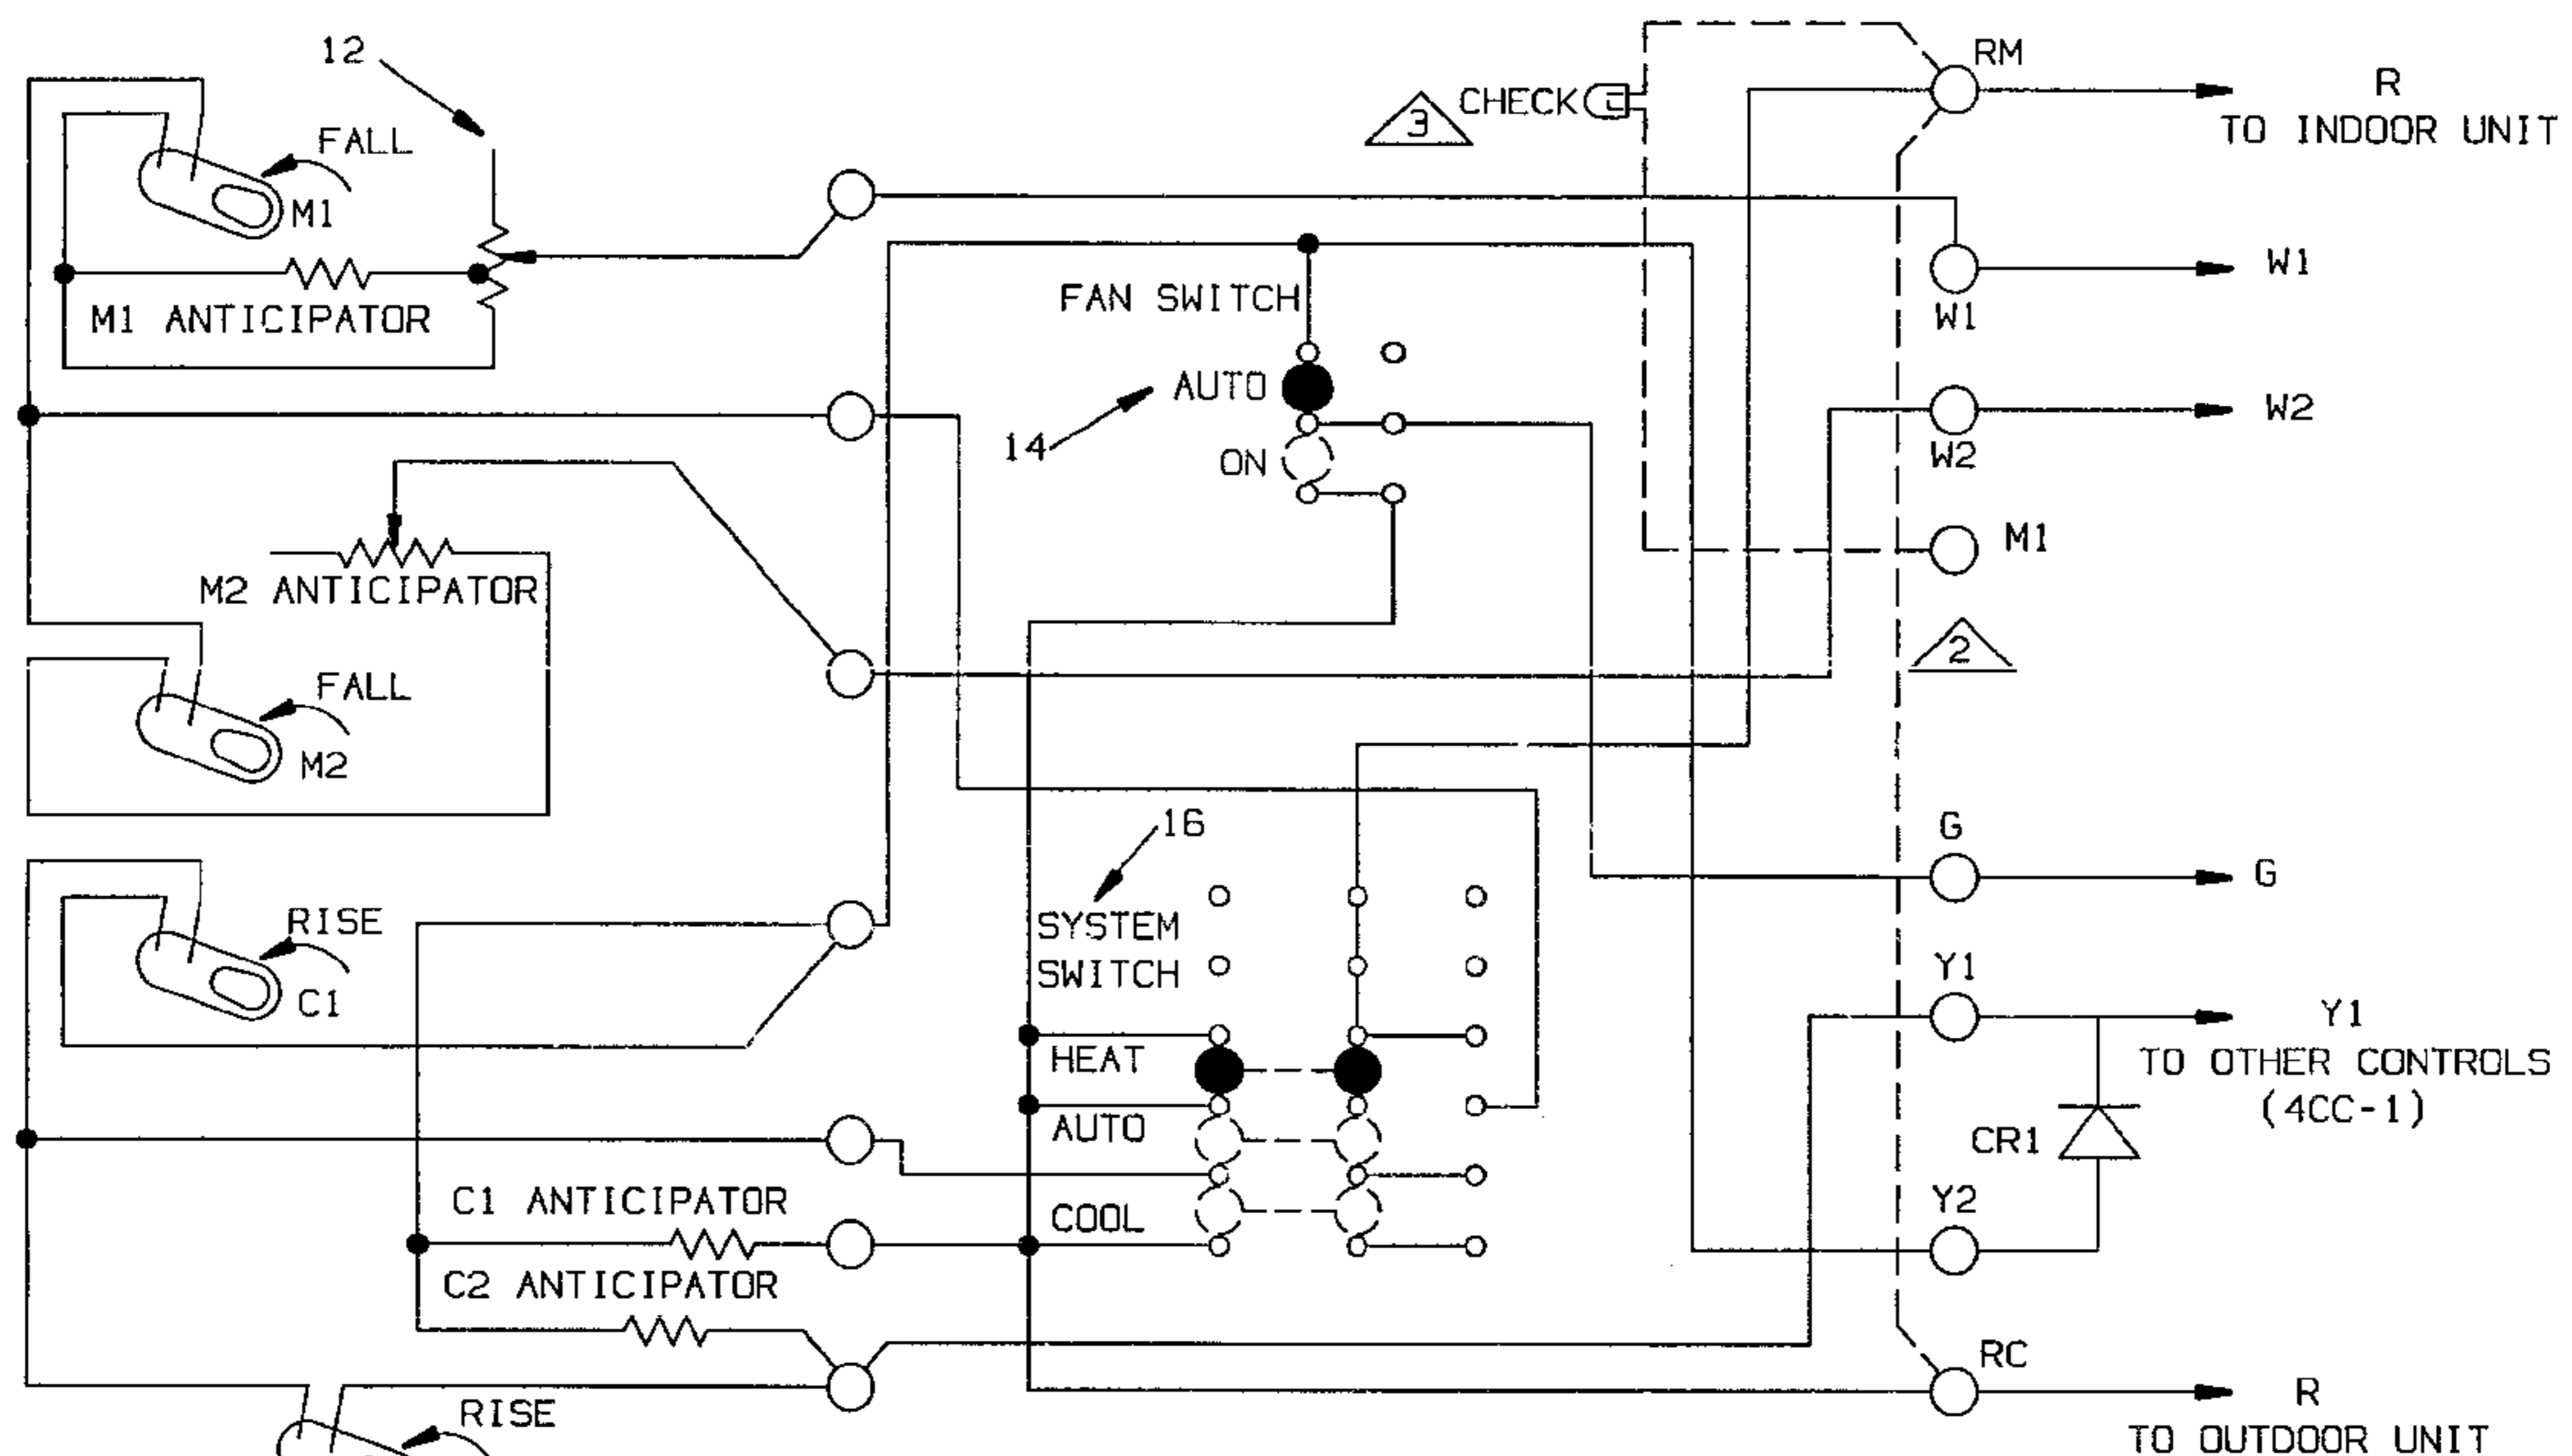 12
RM
R
CHECK
3
TO INDOOR UNIT
FALL
M1
W1
FAN SWITCH
W1
M1 ANTICIPATOR
AUTO
W2
14
W2
ON
M1
M2 ANTICIPATOR
2
FALL
M2
16
G
G
RISE
SYSTEM
SWITCH
Y1
C1
Y1
HEAT
TO OTHER CONTROLS
(4CC-1)
AUTO
CR1
C1 ANTICIPATOR
COOL
Y2
C2 ANTICIPATOR
RC
R
RISE
TO OUTDOOR UNIT